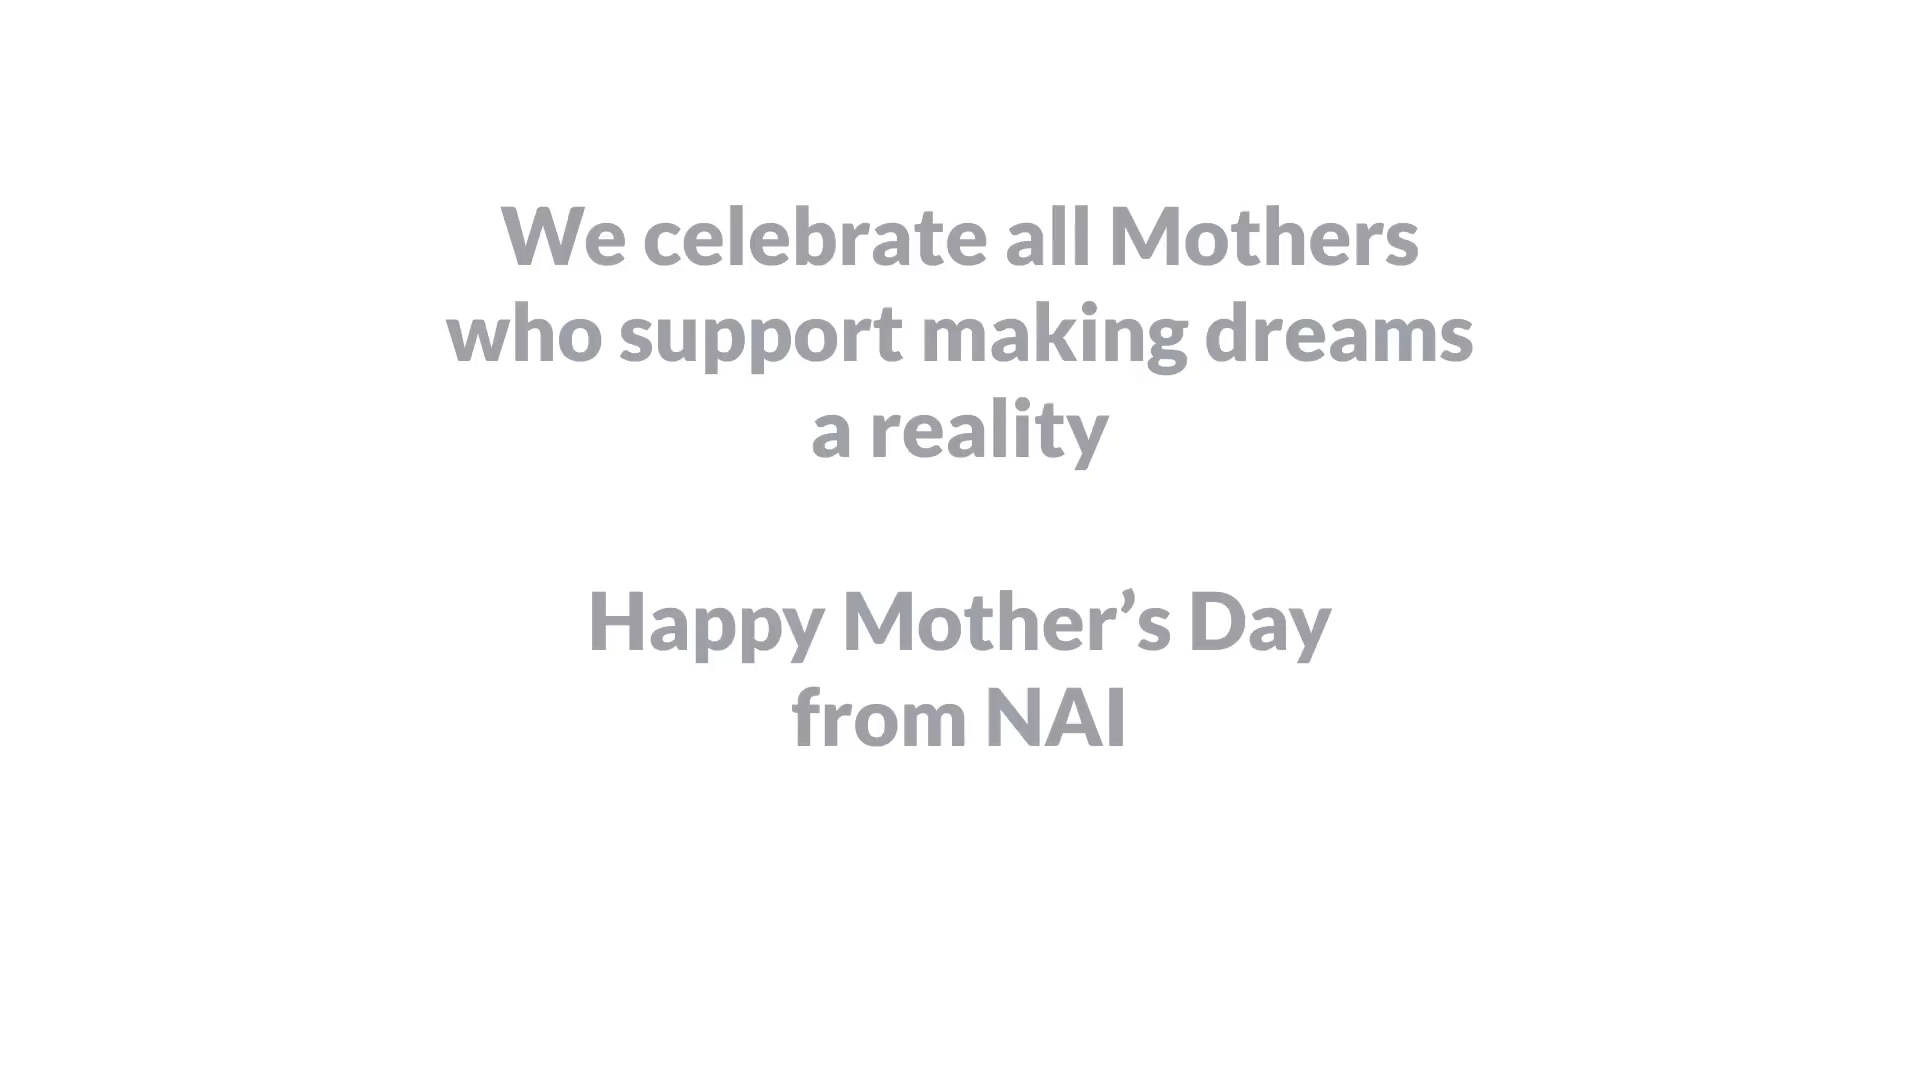 We celebrate all Mothers
who support making dreams
a reality
Happy Mother’s Day
from NAI